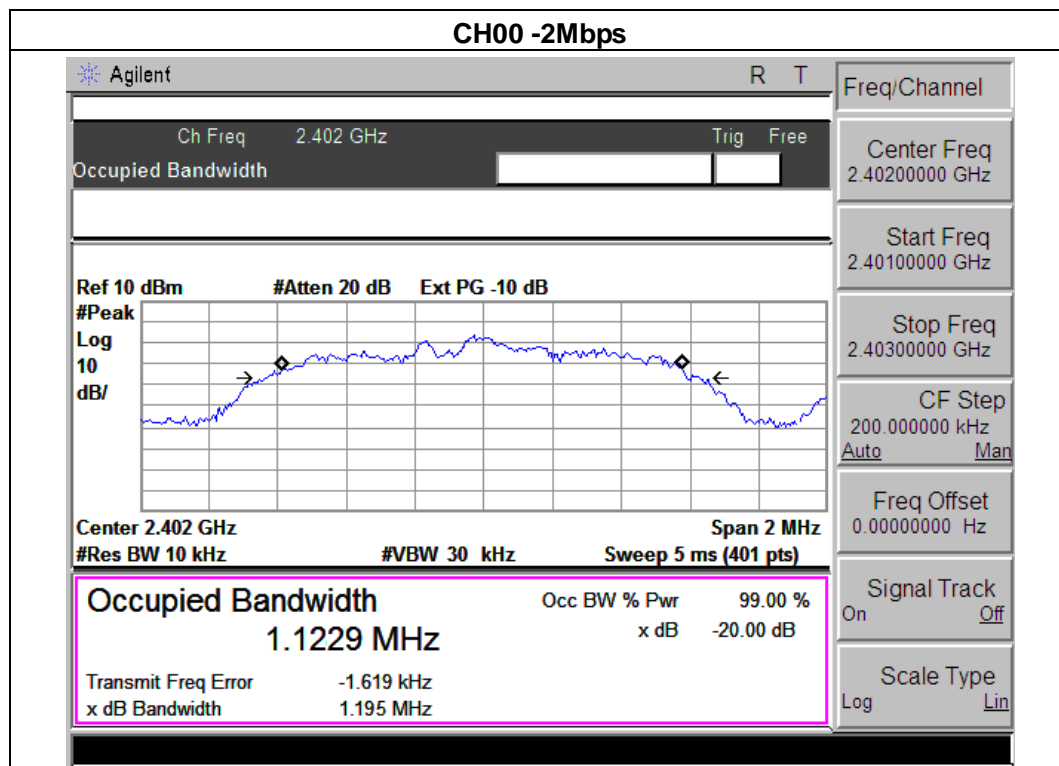 CH00 -2Mbps
Agilent R T
Ch Freq 2.402 GHz Trig Free
Occupied Bandwidth
Ref 10 dBm #Atten 20 dB Ext PG -10 dB
#Peak
Log
10
dB/
Center 2.402 GHz Span 2 MHz
#Res BW 10 kHz #VBW 30 kHz Sweep 5 ms (401 pts)
Occupied Bandwidth Occ BW % Pwr 99.00 %
1.1229 MHz x dB -20.00 dB
Transmit Freq Error -1.619 kHz
x dB Bandwidth 1.195 MHz
Freq/Channel
Center Freq
2.40200000 GHz
Start Freq
2.40100000 GHz
Stop Freq
2.40300000 GHz
CF Step
200.000000 kHz
Auto Man
Freq Offset
0.00000000 Hz
Signal Track
On Off
Scale Type
Log Lin